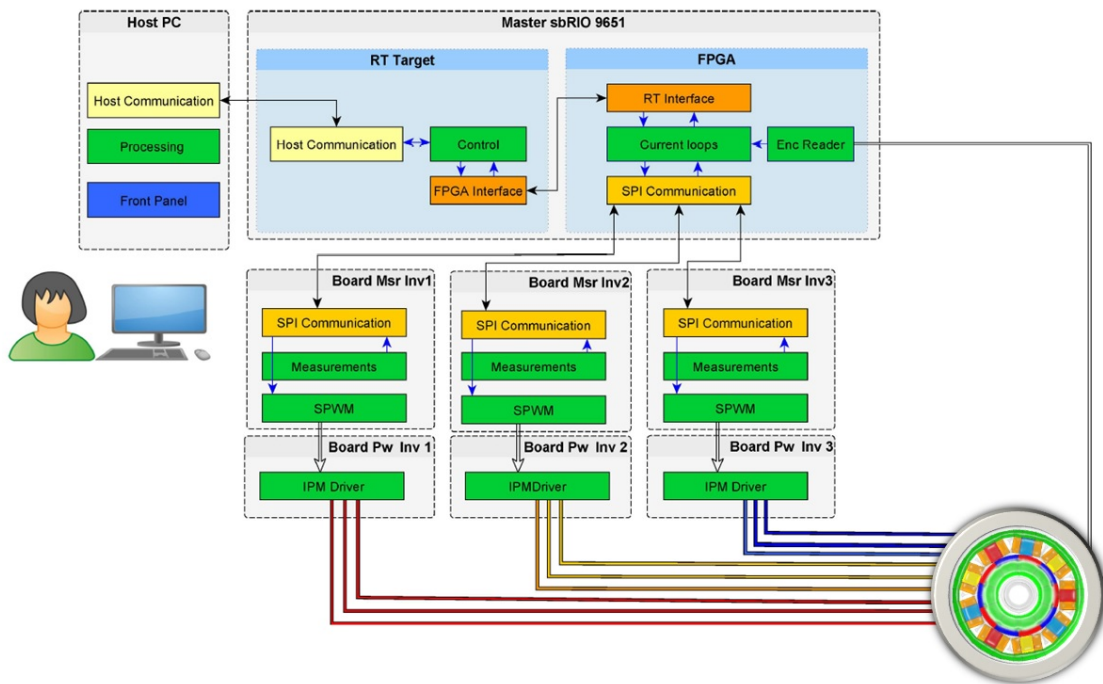 Host PC
Host Communication
Processing
Front Panel
Master sbRIO 9651
RT Target
Host Communication
Control
FPGA Interface
FPGA
RT Interface
Current loops
Enc Reader
SPI Communication
Board Msr Inv1
SPI Communication
Measurements
SPWM
Board Msr Inv2
SPI Communication
Measurements
SPWM
Board Msr Inv3
SPI Communication
Measurements
SPWM
Board Pw Inv 1
IPM Driver
Board Pw Inv 2
IPMDriver
Board Pw Inv 3
IPM Driver